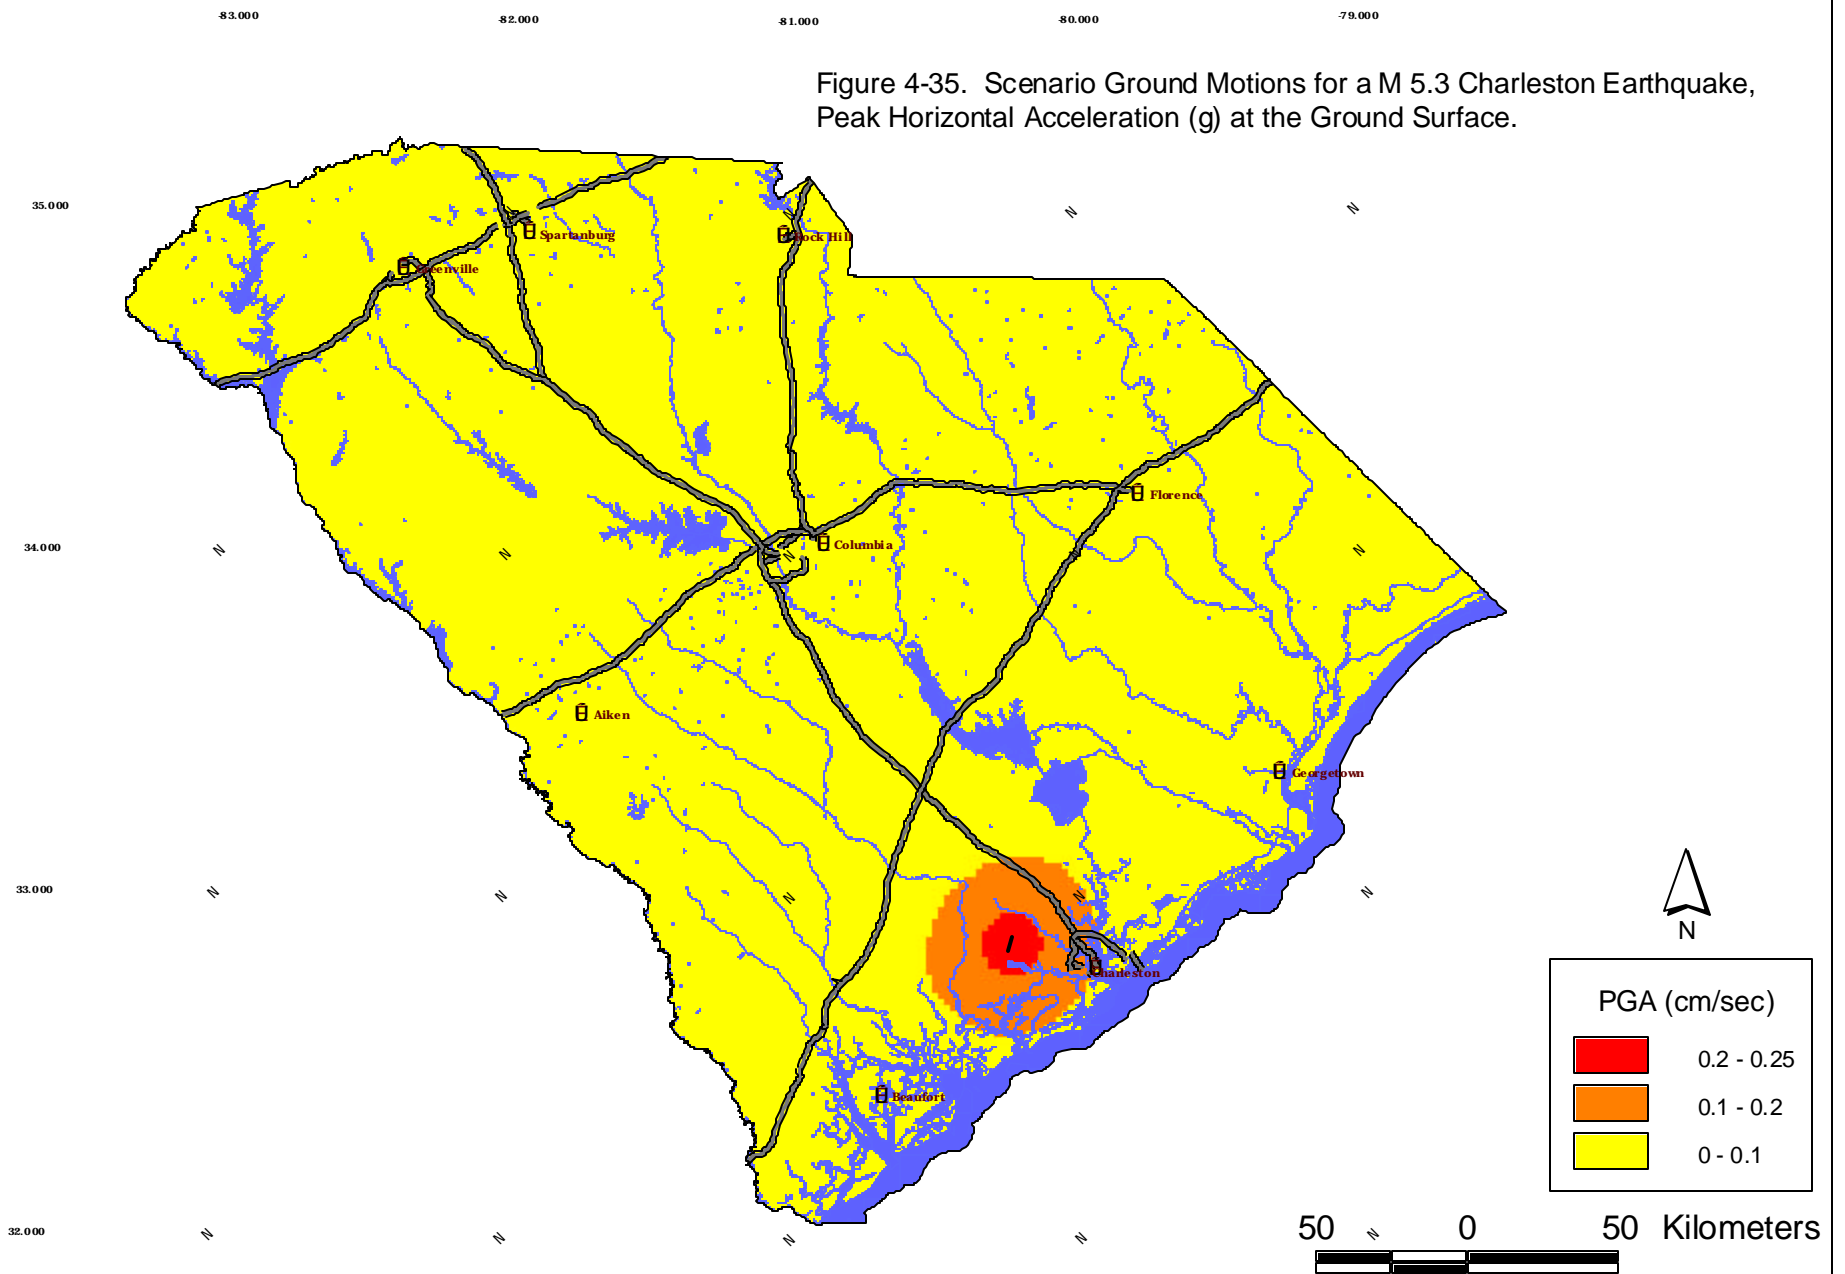 -83.000
-82.000
-81.000
-80.000
-79.000
Figure 4-35. Scenario Ground Motions for a M 5.3 Charleston Earthquake,
Peak Horizontal Acceleration (g) at the Ground Surface.
35.000
N
N
N
Spartanburg
Rock Hill
Greenville
Florence
34.000
N
N
N
Columbia
N
Aiken
Georgetown
33.000
N
N
N
N
N
N
Charleston
PGA (cm/sec)
0.2 - 0.25
0.1 - 0.2
0 - 0.1
Beaufort
32.000
N
N
N
N
N
50 0 50 Kilometers